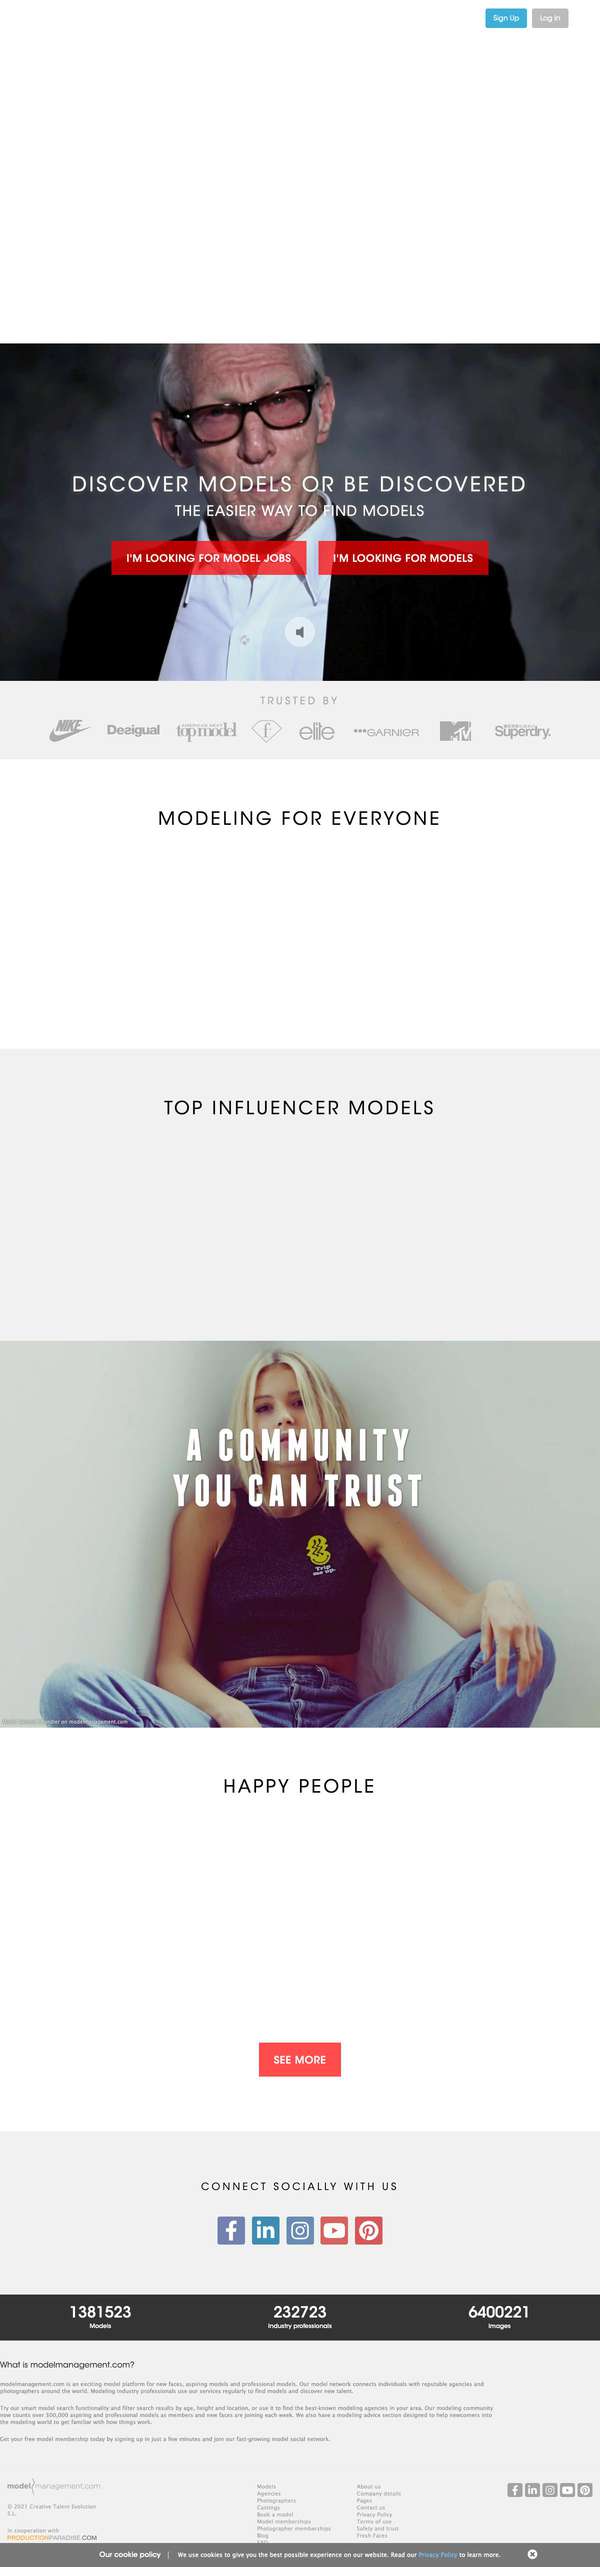 Sign Up
Log in
DISCOVER MODELS OR BE DISCOVERED
THE EASIER WAY TO FIND MODELS
I'M LOOKING FOR MODEL JOBS
I'M LOOKING FOR MODELS
TRUSTED BY
NIKE
Desigual
AMERICA'S NEXT
top model
f
elite
***GARNIER
MTV
Superdry.
MODELING FOR EVERYONE
TOP INFLUENCER MODELS
A COMMUNITY
YOU CAN TRUST
Trip
me up.
on modelmanagement.com
HAPPY PEOPLE
SEE MORE
CONNECT SOCIALLY WITH US
1381523
Models
232723
Industry professionals
6400221
Images
What is modelmanagement.com?
modelmanagement.com is an exciting model platform for new faces, aspiring models and professional models. Our model network connects individuals with reputable agencies and
photographers around the world. Modeling industry professionals use our services regularly to find models and discover new talent.
Try our smart model search functionality and filter search results by age, height and location, or use it to find the best-known modeling agencies in your area. Our modeling community
now counts over 500,000 aspiring and professional models as members and new faces are joining each week. We also have a modeling advice section designed to help newcomers into
the modeling world to get familiar with how things work.
Get your free model membership today by signing up in just a few minutes and join our fast-growing model social network.
model/management.com
© 2021 Creative Talent Evolution
S.L.
in cooperation with
PRODUCTIONPARADISE.COM
Models
Agencies
Photographers
Castings
Book a model
Model memberships
Photographer memberships
Blog
FAQ
About us
Company details
Pages
Contact us
Privacy Policy
Terms of use
Safety and trust
Fresh Faces
Our cookie policy | We use cookies to give you the best possible experience on our website. Read our Privacy Policy to learn more.